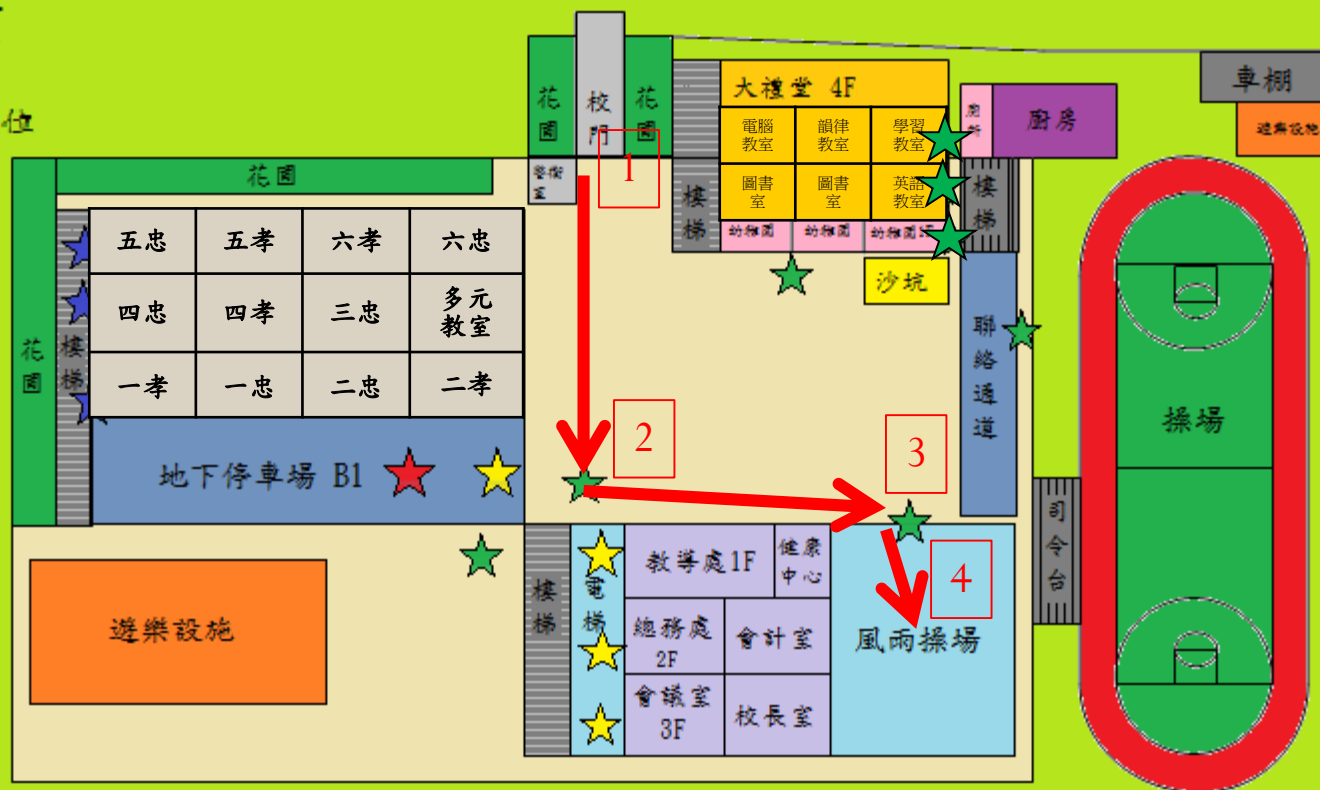 位
花
園
校
門
花
園
1
警衛
室
大禮堂 4F
電腦
教室
韻律
教室
學習
教室
圖書
室
圖書
室
英語
教室
幼稚園
幼稚園
幼稚園
樓
梯
廚房
樓
梯
車棚
遊樂設施
花園
花
園
樓
梯
五忠
五孝
六孝
六忠
四忠
四孝
三忠
多元
教室
一孝
一忠
二忠
二孝
地下停車場 B1
沙坑
聯
絡
通
道
2
3
4
操場
司
令
台
遊樂設施
樓
梯
電
梯
教導處1F
健康
中心
總務處
2F
會計室
會議室
3F
校長室
風雨操場